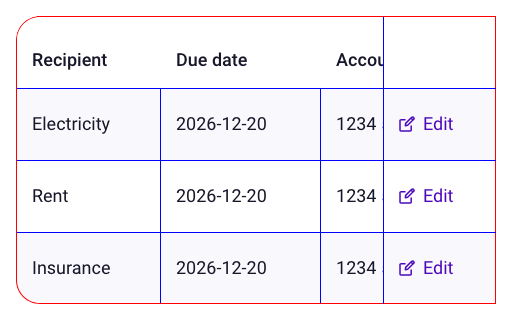 Recipient Due date Accou
Electricity 2026-12-20 1234 Edit
Rent 2026-12-20 1234 Edit
Insurance 2026-12-20 1234 Edit